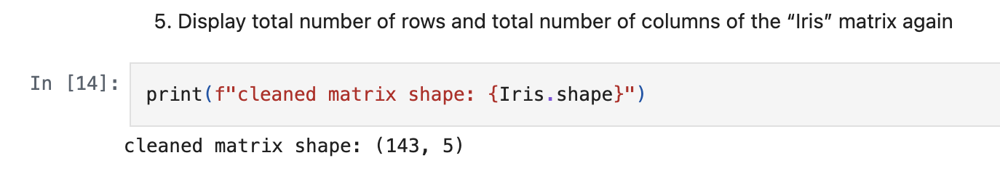 5. Display total number of rows and total number of columns of the “Iris” matrix again
In [14]:
print(f"cleaned matrix shape: {Iris.shape}")
cleaned matrix shape: (143, 5)